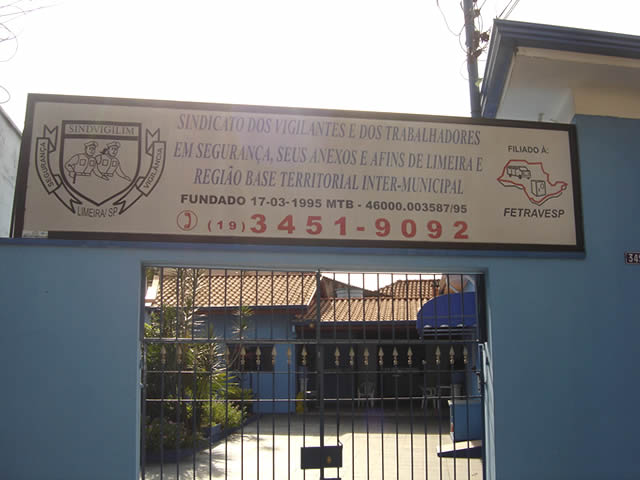 SINDVIGILIM
SEGURANÇA
VIGILÂNCIA
LIMEIRA/ SP
SINDICATO DOS VIGILANTES E DOS TRABALHADORES
EM SEGURANÇA, SEUS ANEXOS E AFINS DE LIMEIRA E
REGIÃO BASE TERRITORIAL INTER-MUNICIPAL
FUNDADO 17-03-1995 MTB - 46000.003587/95
(19) 3451-9092
FILIADO À:
FETRAVESP